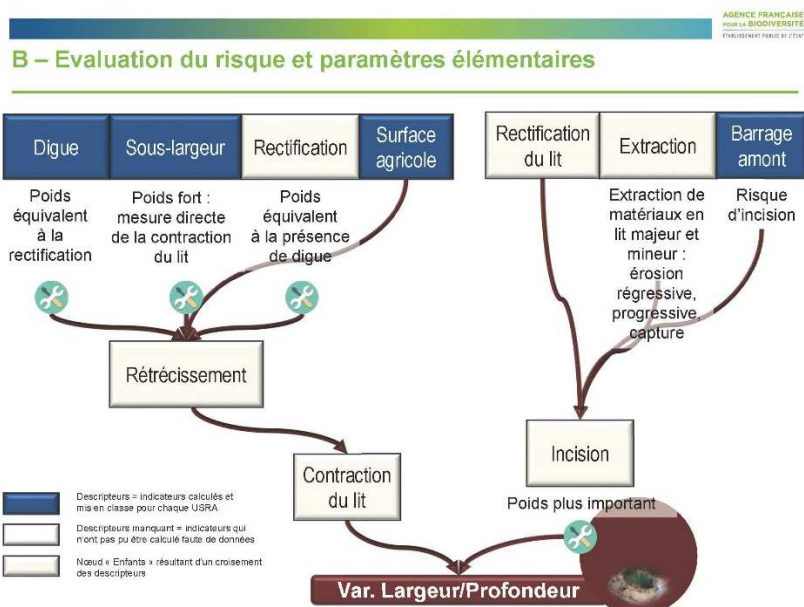 AGENCE FRANÇAISE
POUR LA BIODIVERSITÉ
ÉTABLISSEMENT PUBLIC DE L'ÉTAT
B – Evaluation du risque et paramètres élémentaires
Digue
Sous-largeur
Rectification
Surface
agricole
Rectification
du lit
Extraction
Barrage
amont
Poids
équivalent
à la
rectification
Poids fort :
mesure directe
de la contraction
du lit
Poids
équivalent
à la présence
de digue
Extraction de
matériaux en
lit majeur et
mineur :
érosion
régressive,
progressive,
capture
Risque
d'incision
Rétrécissement
Contraction
du lit
Incision
Poids plus important
Descripteurs = indicateurs calculés et
mis en classe pour chaque USRA
Descripteurs manquant = indicateurs qui
n'ont pas pu être calculé faute de données
Nœud « Enfants » résultant d'un croisement
des descripteurs
Var. Largeur/Profondeur